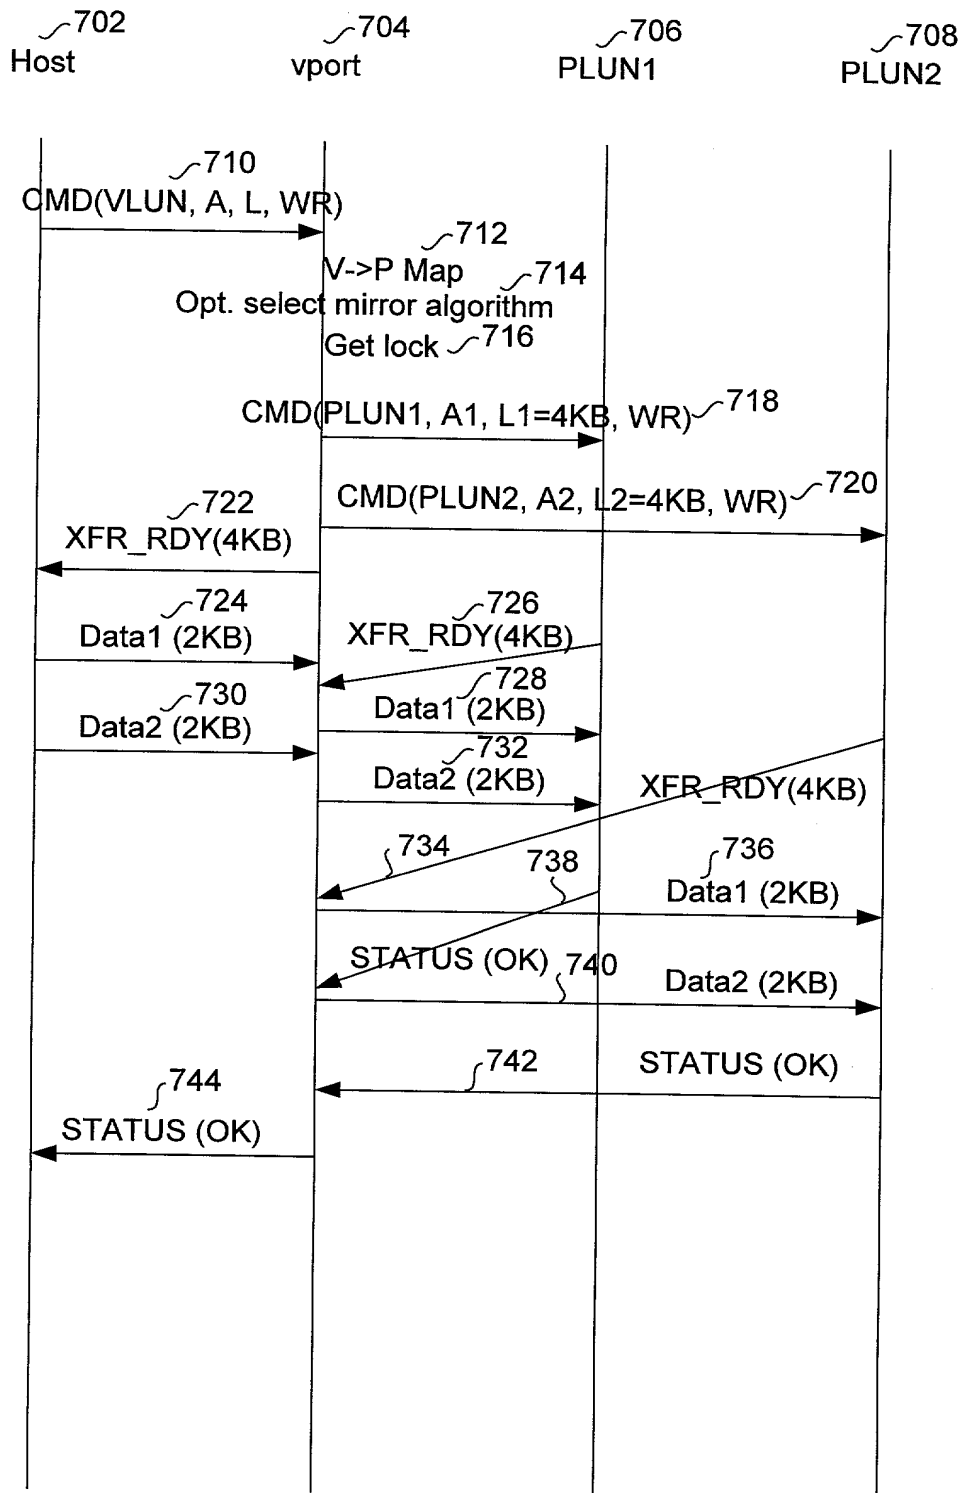 702
704
706
708
Host
vport
PLUN1
PLUN2
710
CMD(VLUN, A, L, WR)
712
V->P Map
714
Opt. select mirror algorithm
Get lock 716
CMD(PLUN1, A1, L1=4KB, WR) 718
CMD(PLUN2, A2, L2=4KB, WR) 720
722
XFR_RDY(4KB)
724
Data1 (2KB)
726
XFR_RDY(4KB)
728
Data1 (2KB)
730
Data2 (2KB)
732
Data2 (2KB)
XFR_RDY(4KB)
734
736
738
Data1 (2KB)
STATUS (OK)
740
Data2 (2KB)
742
STATUS (OK)
744
STATUS (OK)